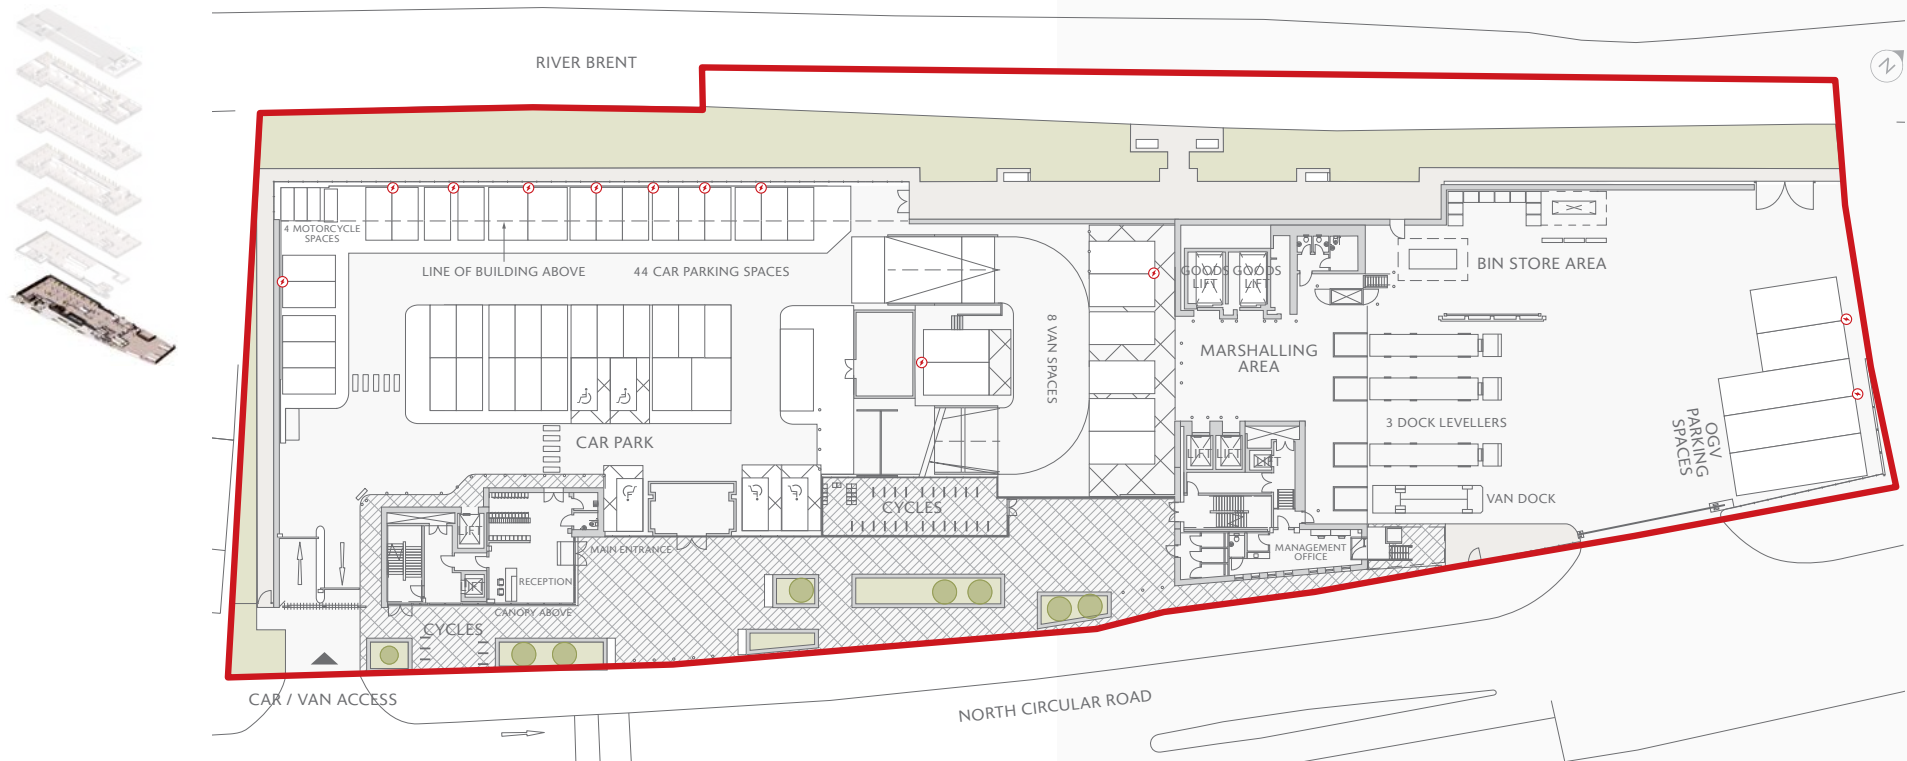 RIVER BRENT
N
4 MOTORCYCLE
SPACES
LINE OF BUILDING ABOVE
44 CAR PARKING SPACES
GOODS
LIFT
GOODS
LIFT
BIN STORE AREA
8 VAN SPACES
MARSHALLING
AREA
3 DOCK LEVELLERS
OGV
PARKING
SPACES
CAR PARK
LIFT
LIFT
LIFT
VAN DOCK
CYCLES
LIFT
MAIN ENTRANCE
MANAGEMENT
OFFICE
LIFT
RECEPTION
CANOPY ABOVE
CYCLES
CAR / VAN ACCESS
NORTH CIRCULAR ROAD